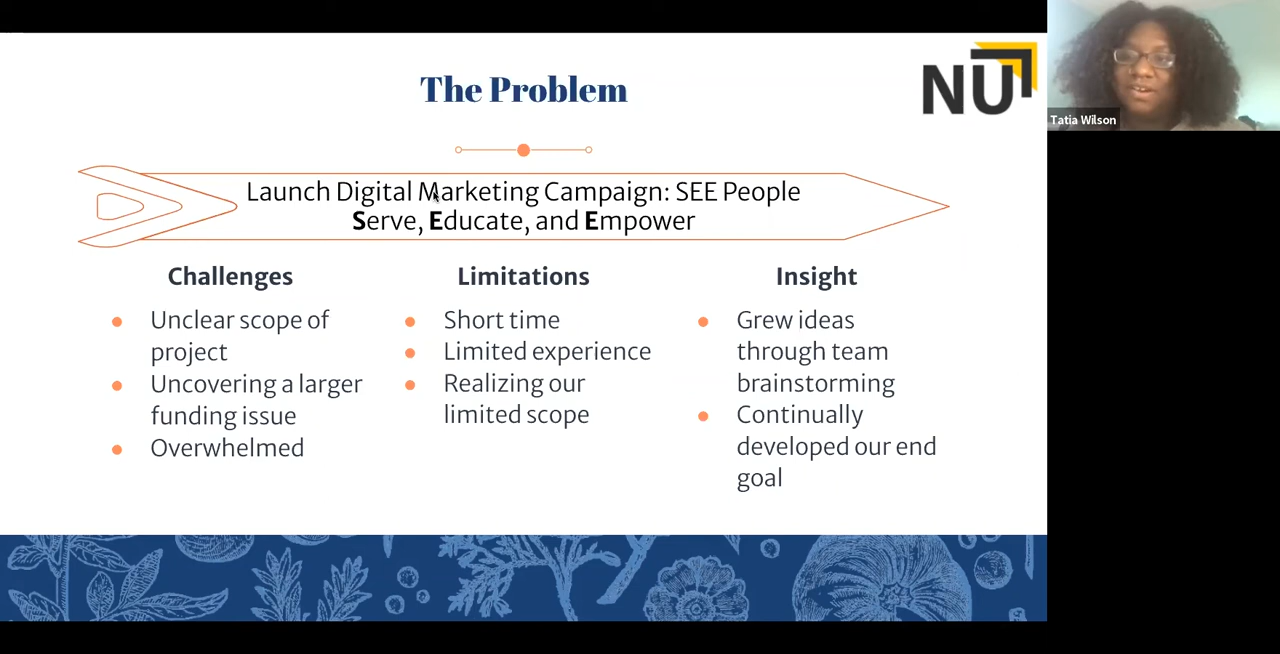 The Problem
NU
Tatia Wilson
Launch Digital Marketing Campaign: SEE People
Serve, Educate, and Empower
Challenges
Unclear scope of
project
Uncovering a larger
funding issue
Overwhelmed
Limitations
Short time
Limited experience
Realizing our
limited scope
Insight
Grew ideas
through team
brainstorming
Continually
developed our end
goal